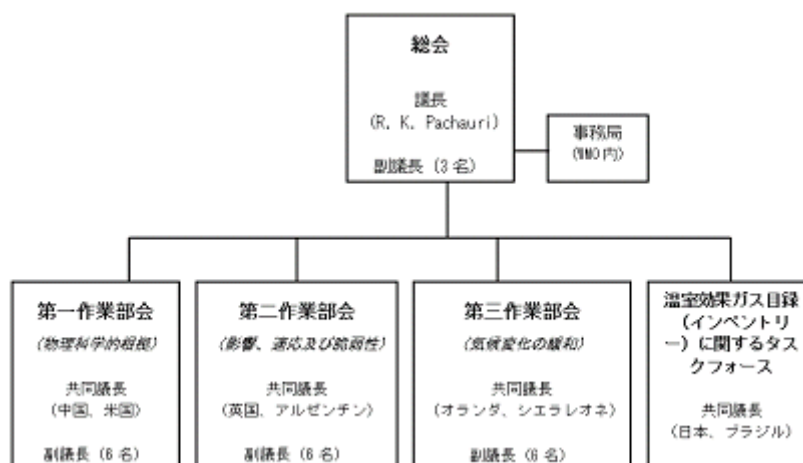 総会
議長
(R. K. Pachauri)
副議長 (3 名)
事務局
(WMO 内)
第一作業部会
(物理科学的根拠)
共同議長
(中国、米国)
副議長 (6 名)
第二作業部会
(影響、適応及び脆弱性)
共同議長
(英国、アルゼンチン)
副議長 (6 名)
第三作業部会
(気候変化の緩和)
共同議長
(オランダ、シエラレオネ)
副議長 (6 名)
温室効果ガス目録
(インベントリ
ー) に関するタス
クフォース
共同議長
(日本、ブラジル)